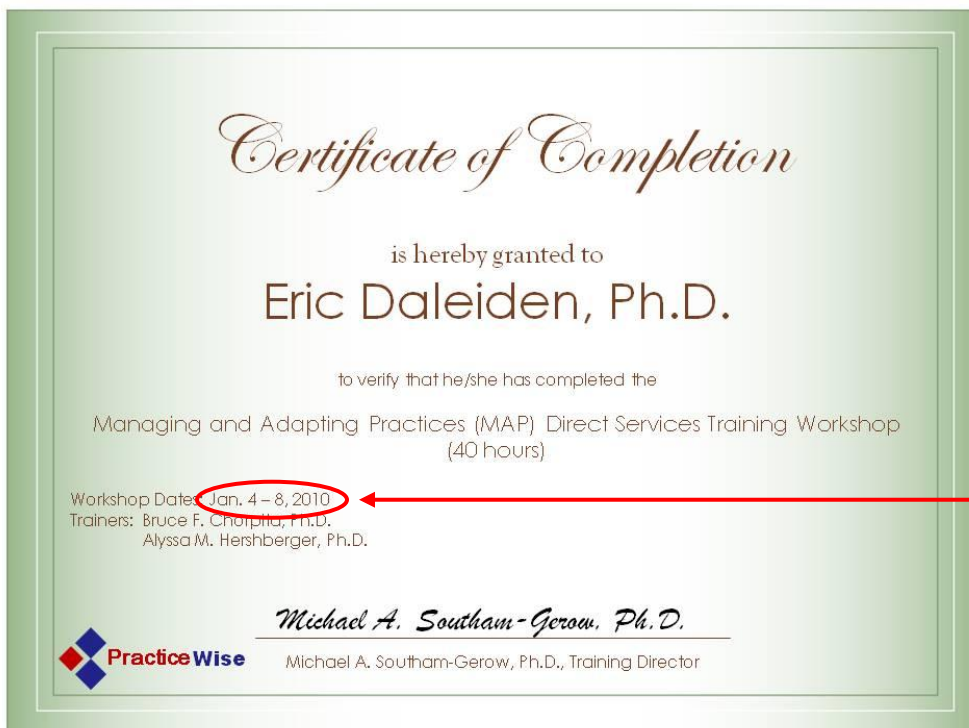 Certificate of Completion
is hereby granted to
Eric Daleiden, Ph.D.
to verify that he/she has completed the
Managing and Adapting Practices (MAP) Direct Services Training Workshop
(40 hours)
Workshop Dates: Jan. 4 – 8, 2010
Trainers: Bruce F. Chorpita, Ph.D.
Alyssa M. Hershberger, Ph.D.
Michael A. Southam-Gerow, Ph.D.
PracticeWise
Michael A. Southam-Gerow, Ph.D., Training Director